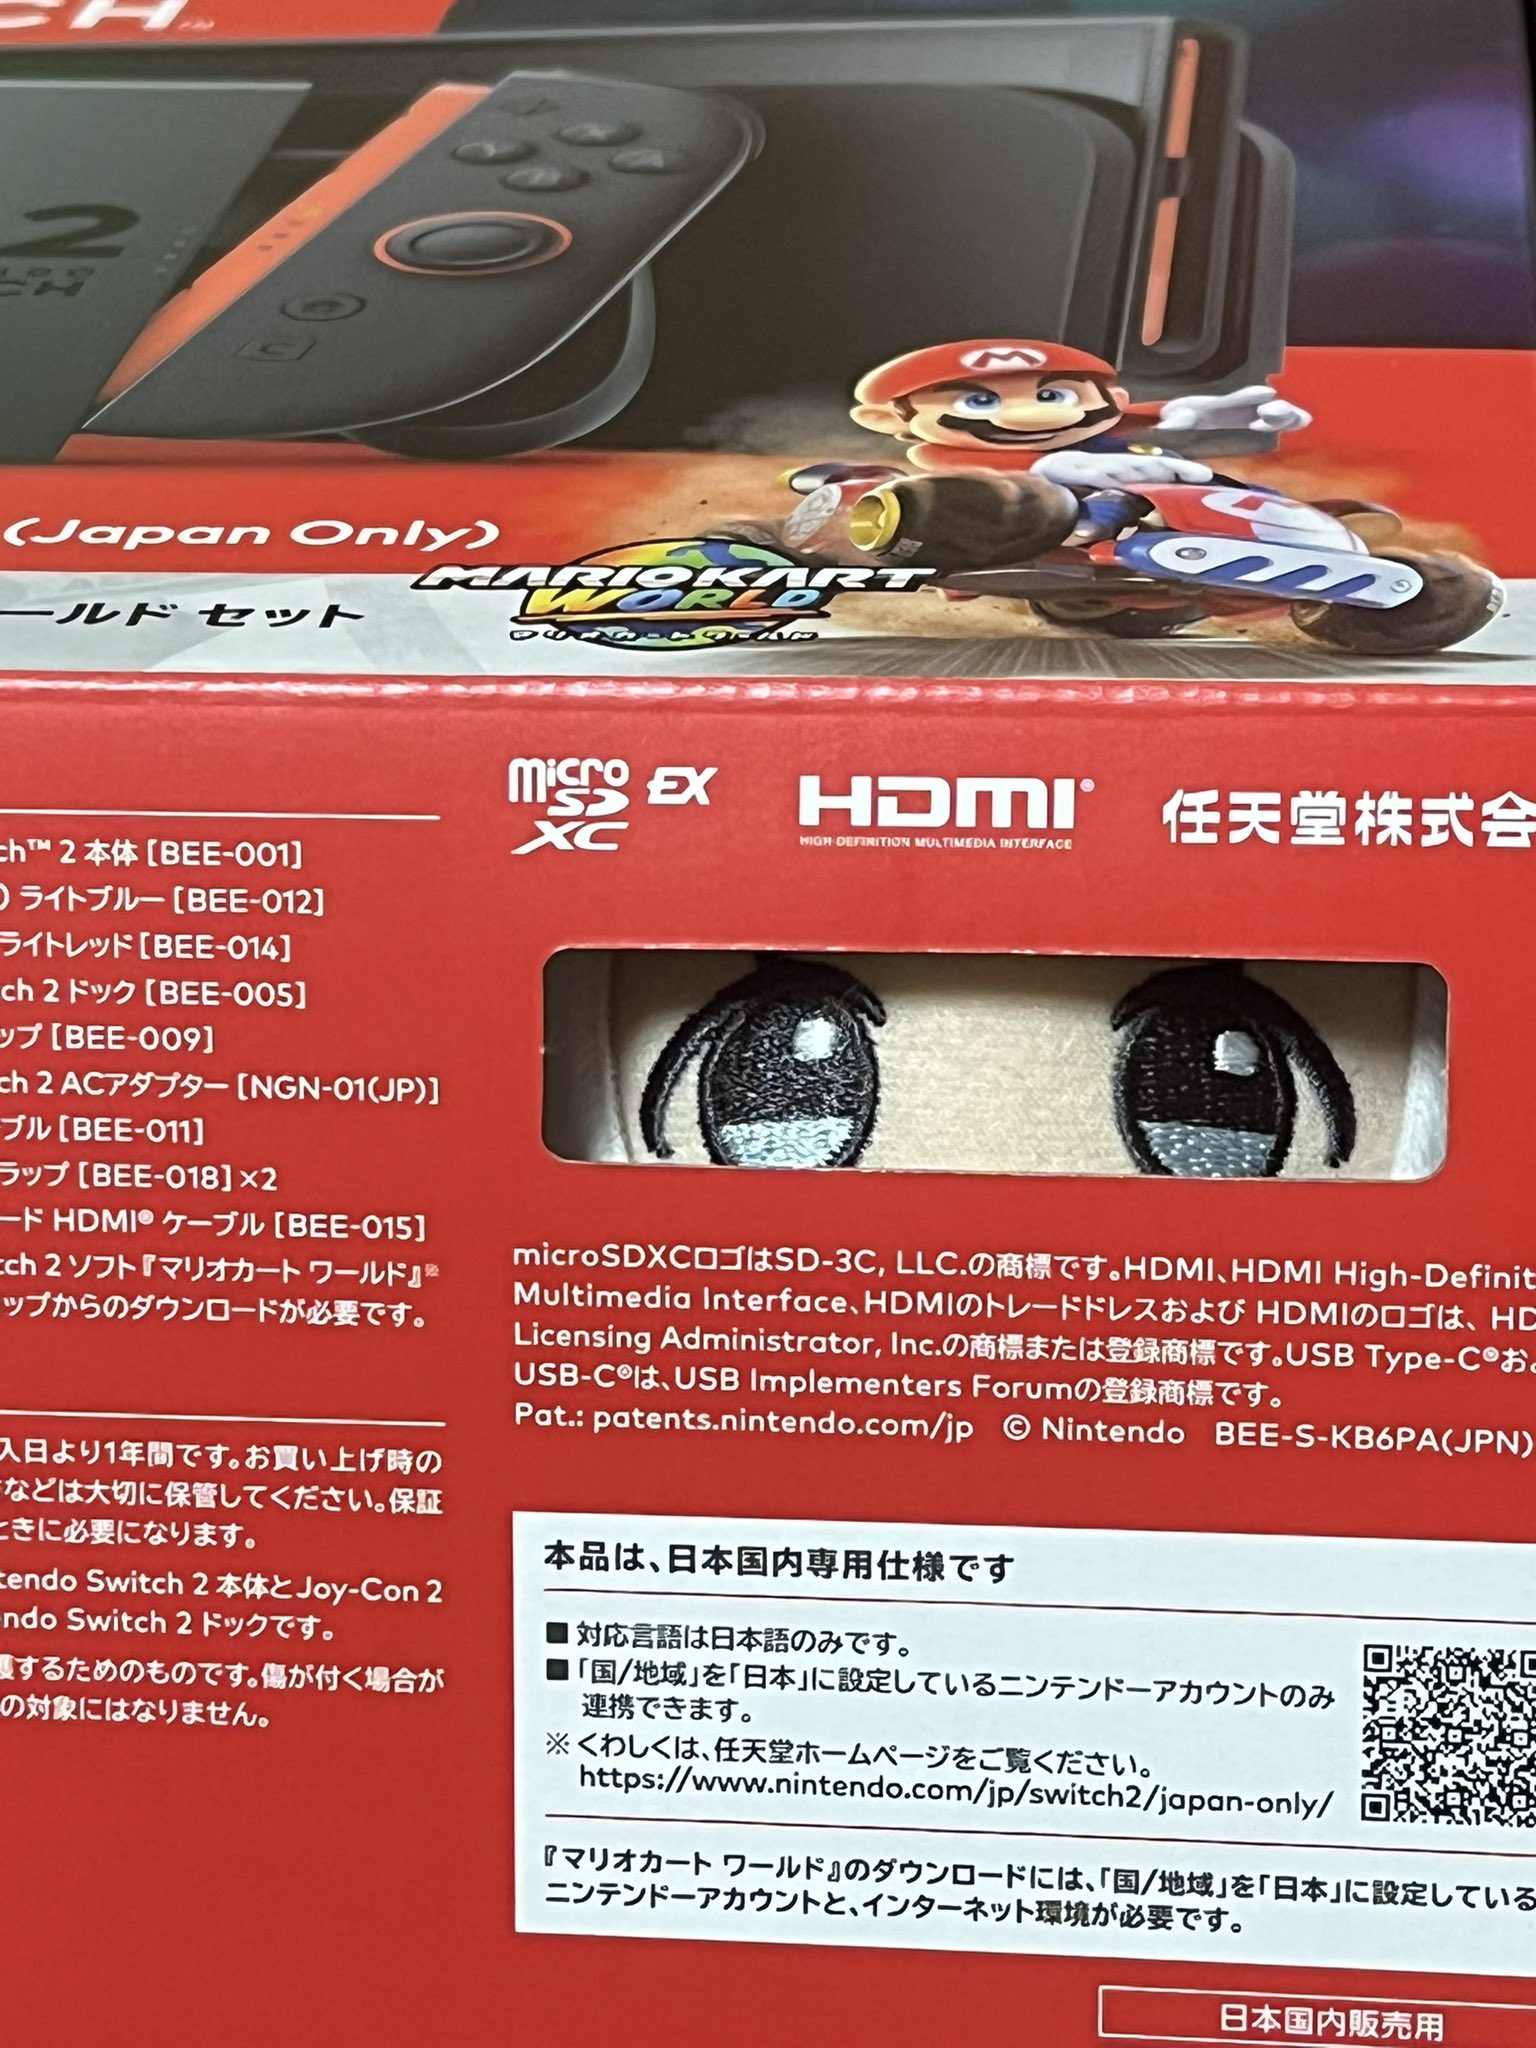 CH
2
CH
(Japan Only)
ールド セット
MARIO KART
WORLD
マリオカート ワールド
micro
SD
XC
EX
HDMI®
HIGH-DEFINITION MULTIMEDIA INTERFACE
任天堂株式会
ch™ 2 本体 [BEE-001]
ライトブルー [BEE-012]
ライトレッド [BEE-014]
ch 2 ドック [BEE-005]
ップ [BEE-009]
ch 2 ACアダプター [NGN-01(JP)]
ブル [BEE-011]
ラップ [BEE-018] ×2
ード HDMI® ケーブル [BEE-015]
tch 2 ソフト『マリオカート ワールド』※
ップからのダウンロードが必要です。
入日より1年間です。お買い上げ時の
などは大切に保管してください。保証
ときに必要になります。
tendo Switch 2 本体とJoy-Con 2
endo Switch 2 ドックです。
護するためのものです。傷が付く場合が
の対象にはなりません。
microSDXCロゴはSD-3C, LLC.の商標です。HDMI、HDMI High-Definit
Multimedia Interface、HDMIのトレードドレスおよび HDMIのロゴは、HD
Licensing Administrator, Inc.の商標または登録商標です。USB Type-C®お
USB-C®は、USB Implementers Forumの登録商標です。
Pat.: patents.nintendo.com/jp © Nintendo BEE-S-KB6PA(JPN)
本品は、日本国内専用仕様です
■ 対応言語は日本語のみです。
■「国/地域」を「日本」に設定しているニンテンドーアカウントのみ
連携できます。
※ くわしくは、任天堂ホームページをご覧ください。
https://www.nintendo.com/jp/switch2/japan-only/
『マリオカート ワールド』のダウンロードには、「国/地域」を「日本」に設定している
ニンテンドーアカウントと、インターネット環境が必要です。
日本国内販売用